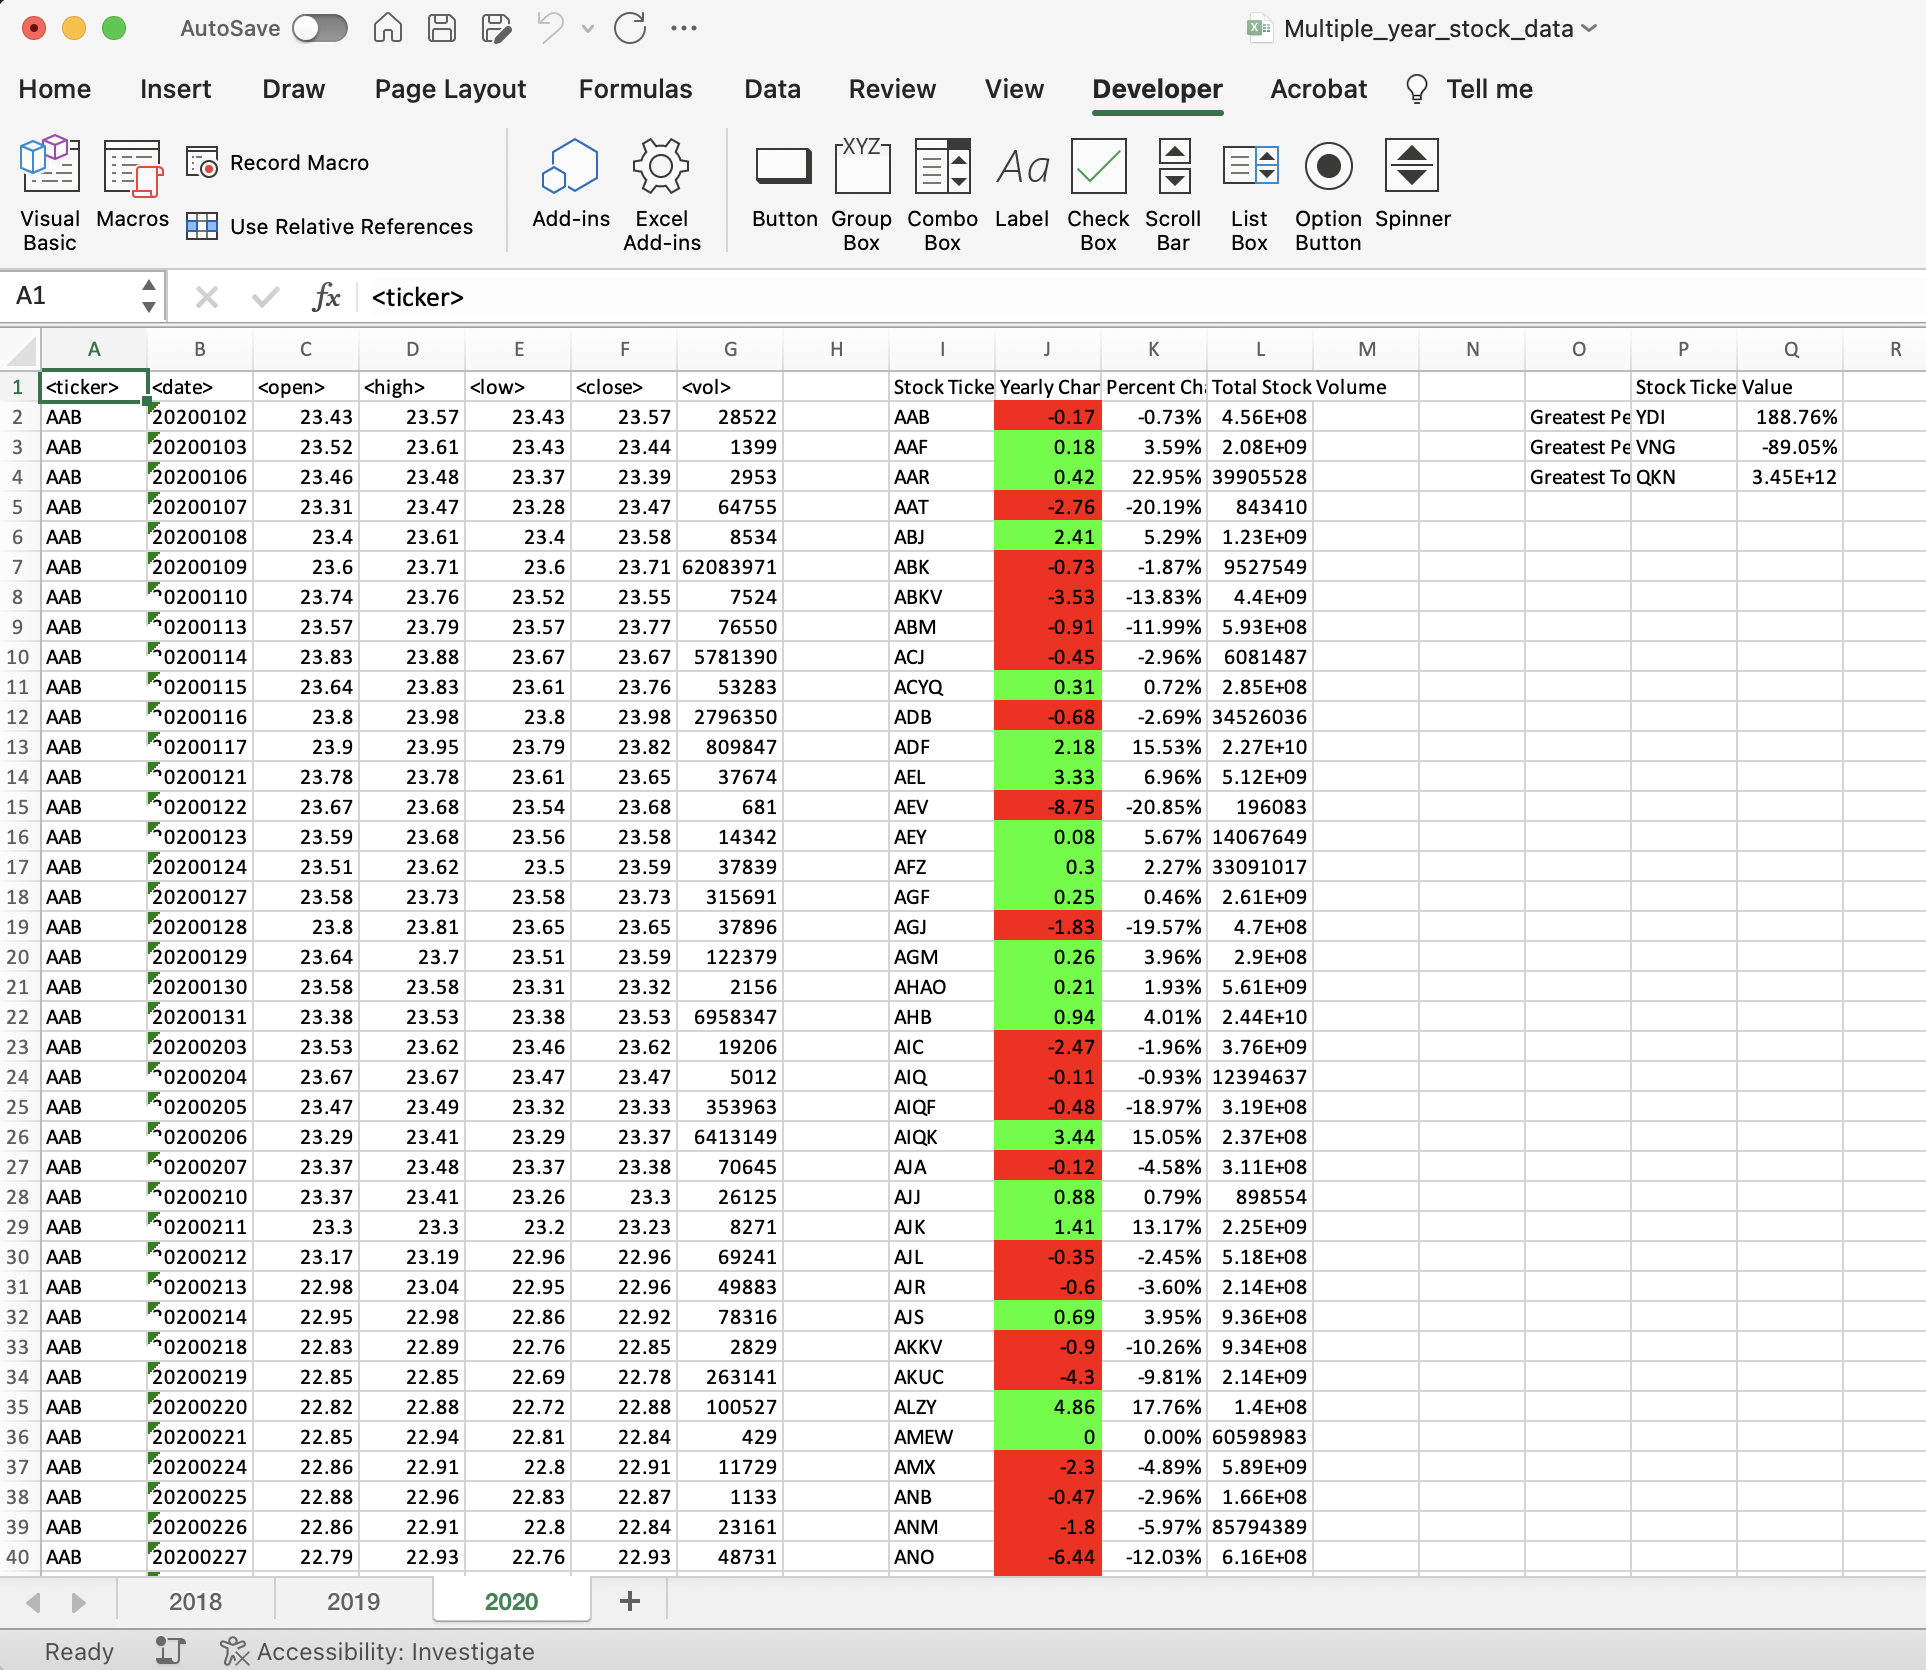 AutoSave Multiple_year_stock_data
Home Insert Draw Page Layout Formulas Data Review View Developer Acrobat Tell me
Visual Basic Macros Record Macro Use Relative References Add-ins Excel Add-ins Button Group Box Combo Box Label Check Box Scroll Bar List Box Option Button Spinner
XYZ Aa
A1 fx <ticker>
A B C D E F G H I J K L M N O P Q R
1 <ticker> <date> <open> <high> <low> <close> <vol> Stock Ticke Yearly Char Percent Ch Total Stock Volume Stock Ticke Value
2 AAB 20200102 23.43 23.57 23.43 23.57 28522 AAB -0.17 -0.73% 4.56E+08 Greatest Pe YDI 188.76%
3 AAB 20200103 23.52 23.61 23.43 23.44 1399 AAF 0.18 3.59% 2.08E+09 Greatest Pe VNG -89.05%
4 AAB 20200106 23.46 23.48 23.37 23.39 2953 AAR 0.42 22.95% 39905528 Greatest To QKN 3.45E+12
5 AAB 20200107 23.31 23.47 23.28 23.47 64755 AAT -2.76 -20.19% 843410
6 AAB 20200108 23.4 23.61 23.4 23.58 8534 ABJ 2.41 5.29% 1.23E+09
7 AAB 20200109 23.6 23.71 23.6 23.71 62083971 ABK -0.73 -1.87% 9527549
8 AAB 20200110 23.74 23.76 23.52 23.55 7524 ABKV -3.53 -13.83% 4.4E+09
9 AAB 20200113 23.57 23.79 23.57 23.77 76550 ABM -0.91 -11.99% 5.93E+08
10 AAB 20200114 23.83 23.88 23.67 23.67 5781390 ACJ -0.45 -2.96% 6081487
11 AAB 20200115 23.64 23.83 23.61 23.76 53283 ACYQ 0.31 0.72% 2.85E+08
12 AAB 20200116 23.8 23.98 23.8 23.98 2796350 ADB -0.68 -2.69% 34526036
13 AAB 20200117 23.9 23.95 23.79 23.82 809847 ADF 2.18 15.53% 2.27E+10
14 AAB 20200121 23.78 23.78 23.61 23.65 37674 AEL 3.33 6.96% 5.12E+09
15 AAB 20200122 23.67 23.68 23.54 23.68 681 AEV -8.75 -20.85% 196083
16 AAB 20200123 23.59 23.68 23.56 23.58 14342 AEY 0.08 5.67% 14067649
17 AAB 20200124 23.51 23.62 23.5 23.59 37839 AFZ 0.3 2.27% 33091017
18 AAB 20200127 23.58 23.73 23.58 23.73 315691 AGF 0.25 0.46% 2.61E+09
19 AAB 20200128 23.8 23.81 23.65 23.65 37896 AGJ -1.83 -19.57% 4.7E+08
20 AAB 20200129 23.64 23.7 23.51 23.59 122379 AGM 0.26 3.96% 2.9E+08
21 AAB 20200130 23.58 23.58 23.31 23.32 2156 AHAO 0.21 1.93% 5.61E+09
22 AAB 20200131 23.38 23.53 23.38 23.53 6958347 AHB 0.94 4.01% 2.44E+10
23 AAB 20200203 23.53 23.62 23.46 23.62 19206 AIC -2.47 -1.96% 3.76E+09
24 AAB 20200204 23.67 23.67 23.47 23.47 5012 AIQ -0.11 -0.93% 12394637
25 AAB 20200205 23.47 23.49 23.32 23.33 353963 AIQF -0.48 -18.97% 3.19E+08
26 AAB 20200206 23.29 23.41 23.29 23.37 6413149 AIQK 3.44 15.05% 2.37E+08
27 AAB 20200207 23.37 23.48 23.37 23.38 70645 AJA -0.12 -4.58% 3.11E+08
28 AAB 20200210 23.37 23.41 23.26 23.3 26125 AJJ 0.88 0.79% 898554
29 AAB 20200211 23.3 23.3 23.2 23.23 8271 AJK 1.41 13.17% 2.25E+09
30 AAB 20200212 23.17 23.19 22.96 22.96 69241 AJL -0.35 -2.45% 5.18E+08
31 AAB 20200213 22.98 23.04 22.95 22.96 49883 AJR -0.6 -3.60% 2.14E+08
32 AAB 20200214 22.95 22.98 22.86 22.92 78316 AJS 0.69 3.95% 9.36E+08
33 AAB 20200218 22.83 22.89 22.76 22.85 2829 AKKV -0.9 -10.26% 9.34E+08
34 AAB 20200219 22.85 22.85 22.69 22.78 263141 AKUC -4.3 -9.81% 2.14E+09
35 AAB 20200220 22.82 22.88 22.72 22.88 100527 ALZY 4.86 17.76% 1.4E+08
36 AAB 20200221 22.85 22.94 22.81 22.84 429 AMEW 0 0.00% 60598983
37 AAB 20200224 22.86 22.91 22.8 22.91 11729 AMX -2.3 -4.89% 5.89E+09
38 AAB 20200225 22.88 22.96 22.83 22.87 1133 ANB -0.47 -2.96% 1.66E+08
39 AAB 20200226 22.86 22.91 22.8 22.84 23161 ANM -1.8 -5.97% 85794389
40 AAB 20200227 22.79 22.93 22.76 22.93 48731 ANO -6.44 -12.03% 6.16E+08
2018 2019 2020 +
Ready Accessibility: Investigate